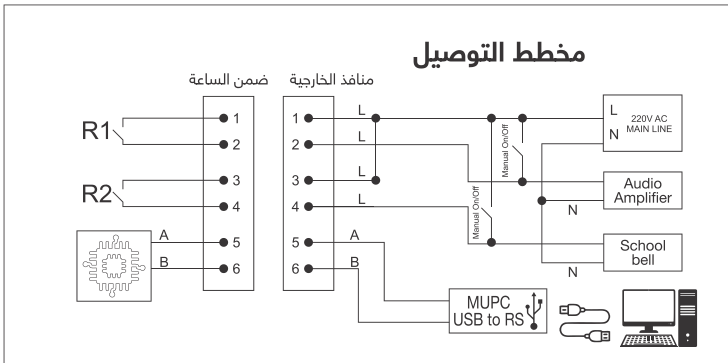 مخطط التوصيل
ضمن الساعة
منافذ الخارجية
R1
R2
A
B
1
2
3
4
5
6
1
2
3
4
5
6
L
L
L
L
A
B
Manual On/Off
Manual On/Off
L
N
220V AC
MAIN LINE
Audio
Amplifier
N
School
bell
N
MUPC
USB to RS